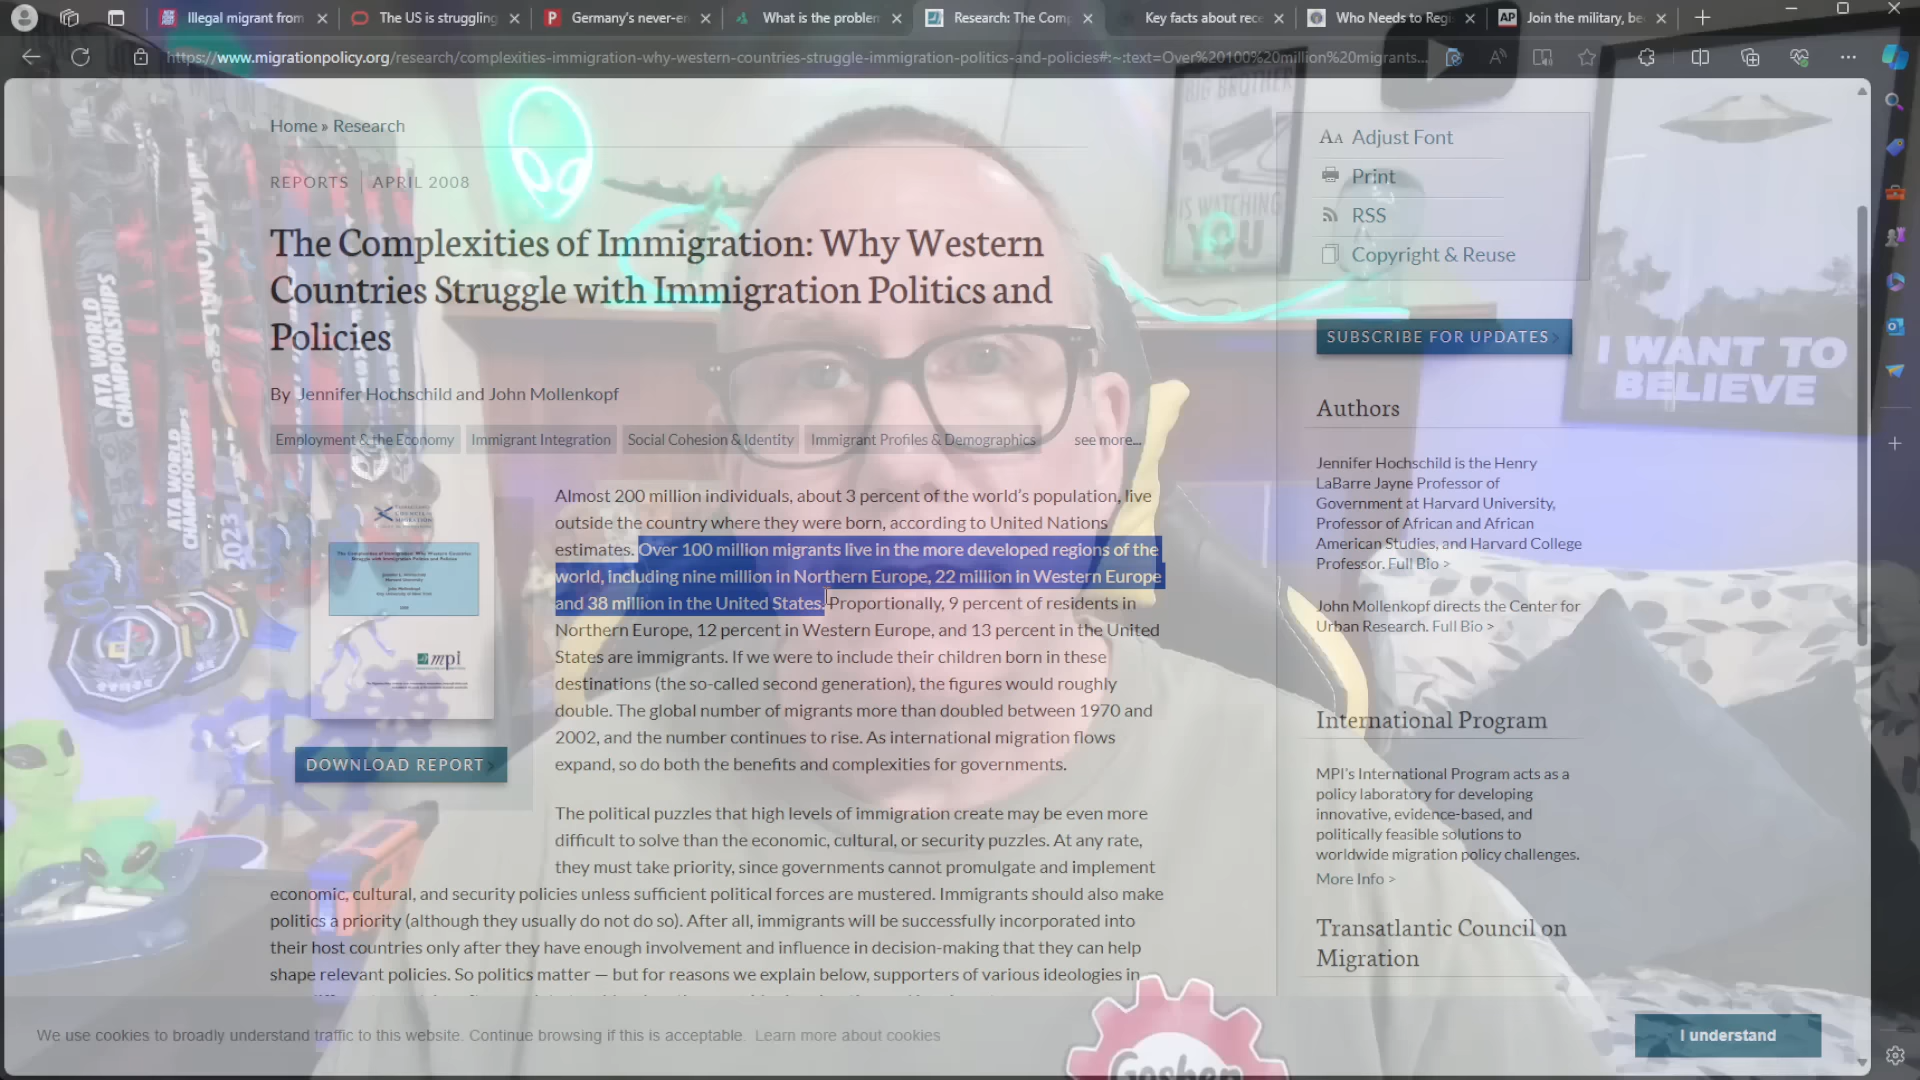 Illegal migrant from
The US is struggling
Germany's never-en
What is the problem
Research: The Com
Key facts about rece
Who Needs to Regi
Join the military, be
https://www.migrationpolicy.org/research/complexities-immigration-why-western-countries-struggle-immigration-politics-and-policies#:~:text=Over%20100%20million%20migrants...
Home » Research
REPORTS | APRIL 2008
The Complexities of Immigration: Why Western
Countries Struggle with Immigration Politics and
Policies
By Jennifer Hochschild and John Mollenkopf
Employment & the Economy Immigrant Integration Social Cohesion & Identity Immigrant Profiles & Demographics see more...
Almost 200 million individuals, about 3 percent of the world's population, live
outside the country where they were born, according to United Nations
estimates. Over 100 million migrants live in the more developed regions of the
world, including nine million in Northern Europe, 22 million in Western Europe
and 38 million in the United States. Proportionally, 9 percent of residents in
Northern Europe, 12 percent in Western Europe, and 13 percent in the United
States are immigrants. If we were to include their children born in these
destinations (the so-called second generation), the figures would roughly
double. The global number of migrants more than doubled between 1970 and
2002, and the number continues to rise. As international migration flows
expand, so do both the benefits and complexities for governments.
The political puzzles that high levels of immigration create may be even more
difficult to solve than the economic, cultural, or security puzzles. At any rate,
they must take priority, since governments cannot promulgate and implement
economic, cultural, and security policies unless sufficient political forces are mustered. Immigrants should also make
politics a priority (although they usually do not do so). After all, immigrants will be successfully incorporated into
their host countries only after they have enough involvement and influence in decision-making that they can help
shape relevant policies. So politics matter — but for reasons we explain below, supporters of various ideologies in
mpi
DOWNLOAD REPORT >
AA Adjust Font
Print
RSS
Copyright & Reuse
SUBSCRIBE FOR UPDATES >
Authors
Jennifer Hochschild is the Henry
LaBarre Jayne Professor of
Government at Harvard University,
Professor of African and African
American Studies, and Harvard College
Professor. Full Bio >
John Mollenkopf directs the Center for
Urban Research. Full Bio >
International Program
MPI's International Program acts as a
policy laboratory for developing
innovative, evidence-based, and
politically feasible solutions to
worldwide migration policy challenges.
More Info >
Transatlantic Council on
Migration
We use cookies to broadly understand traffic to this website. Continue browsing if this is acceptable. Learn more about cookies
I understand
BIG BROTHER
IS WATCHING
YOU
I WANT TO
BELIEVE
ATA WORLD
CHAMPIONSHIPS
NATIONALS
ATA WORLD
CHAMPIONSHIPS
2023
Goshen